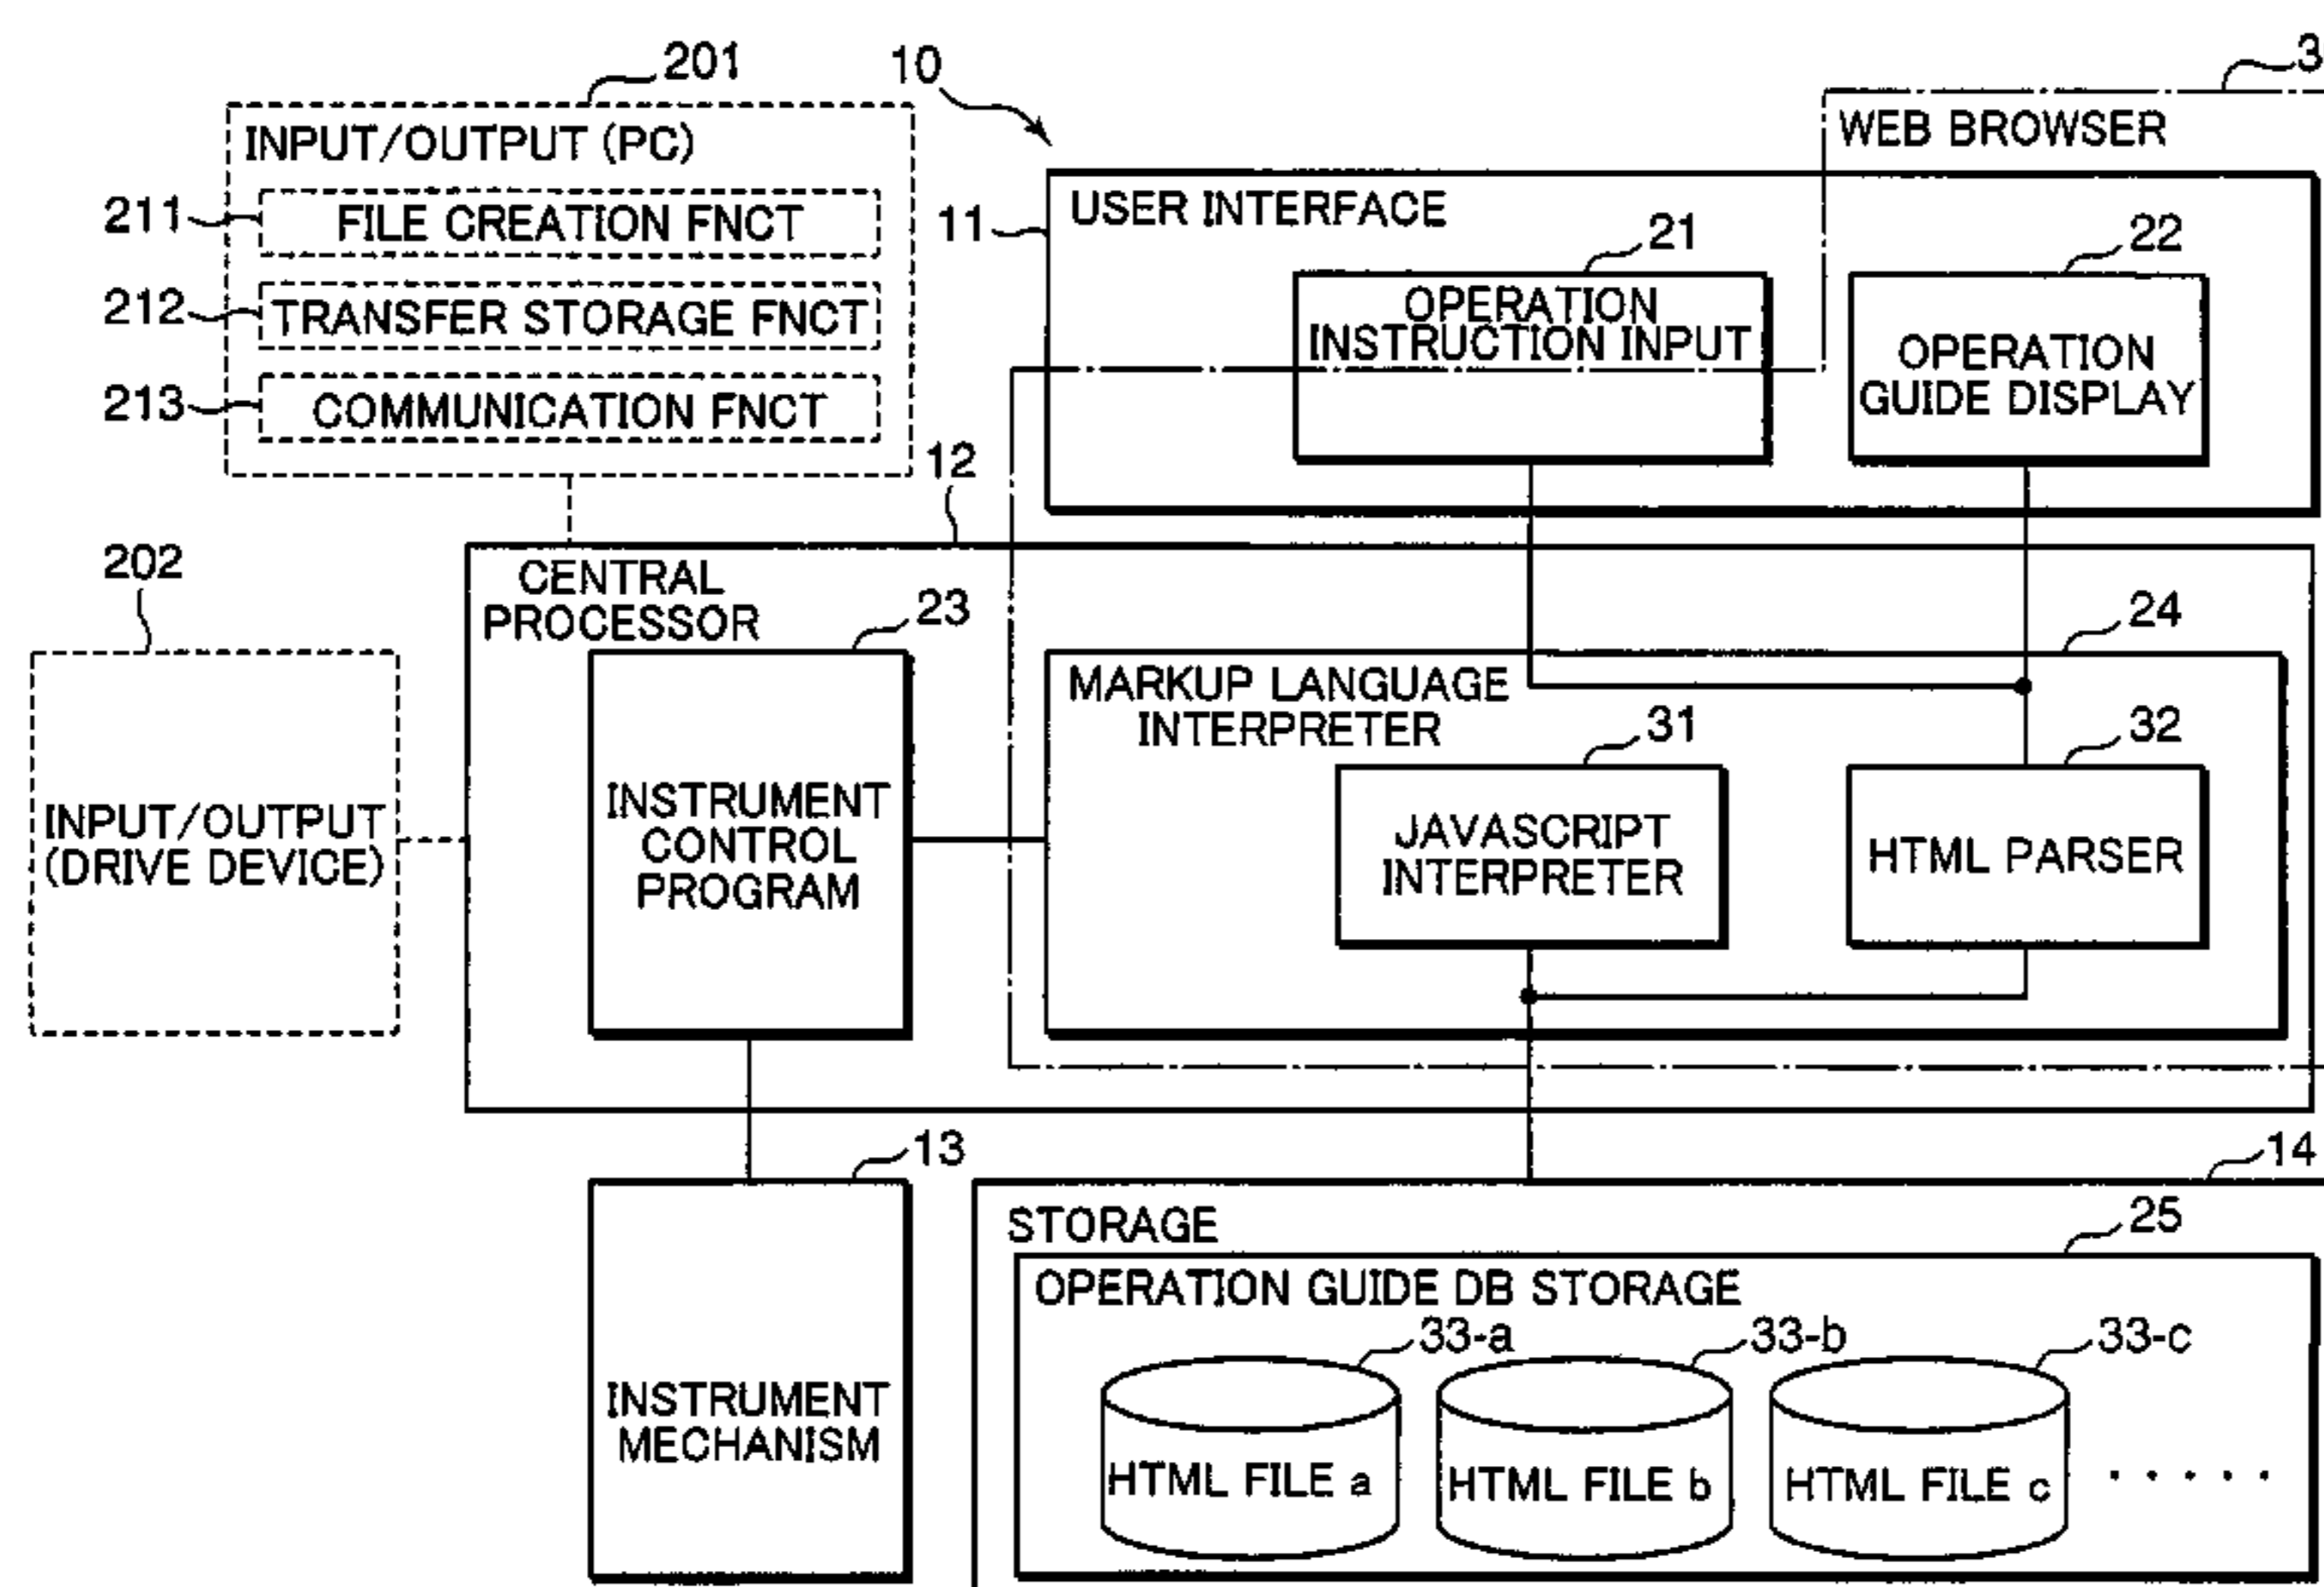 201
10
3
INPUT/OUTPUT (PC)
WEB BROWSER
211
FILE CREATION FNCT
11
USER INTERFACE
21
22
212
TRANSFER STORAGE FNCT
OPERATION
INSTRUCTION INPUT
OPERATION
GUIDE DISPLAY
213
COMMUNICATION FNCT
12
202
CENTRAL
PROCESSOR
23
24
MARKUP LANGUAGE
INTERPRETER
31
32
INPUT/OUTPUT
(DRIVE DEVICE)
INSTRUMENT
CONTROL
PROGRAM
JAVASCRIPT
INTERPRETER
HTML PARSER
13
14
STORAGE
25
OPERATION GUIDE DB STORAGE
33-a
33-b
33-c
INSTRUMENT
MECHANISM
HTML FILE a
HTML FILE b
HTML FILE c
.....